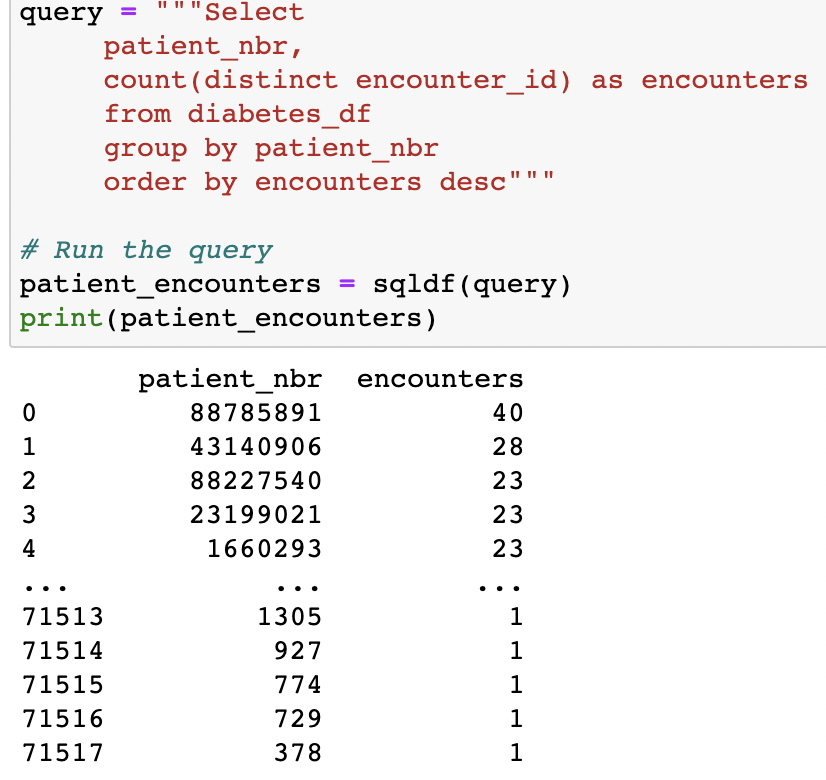 query = """Select
patient_nbr,
count(distinct encounter_id) as encounters
from diabetes_df
group by patient_nbr
order by encounters desc"""
# Run the query
patient_encounters = sqldf(query)
print(patient_encounters)
patient_nbr encounters
0 88785891 40
1 43140906 28
2 88227540 23
3 23199021 23
4 1660293 23
... ... ...
71513 1305 1
71514 927 1
71515 774 1
71516 729 1
71517 378 1